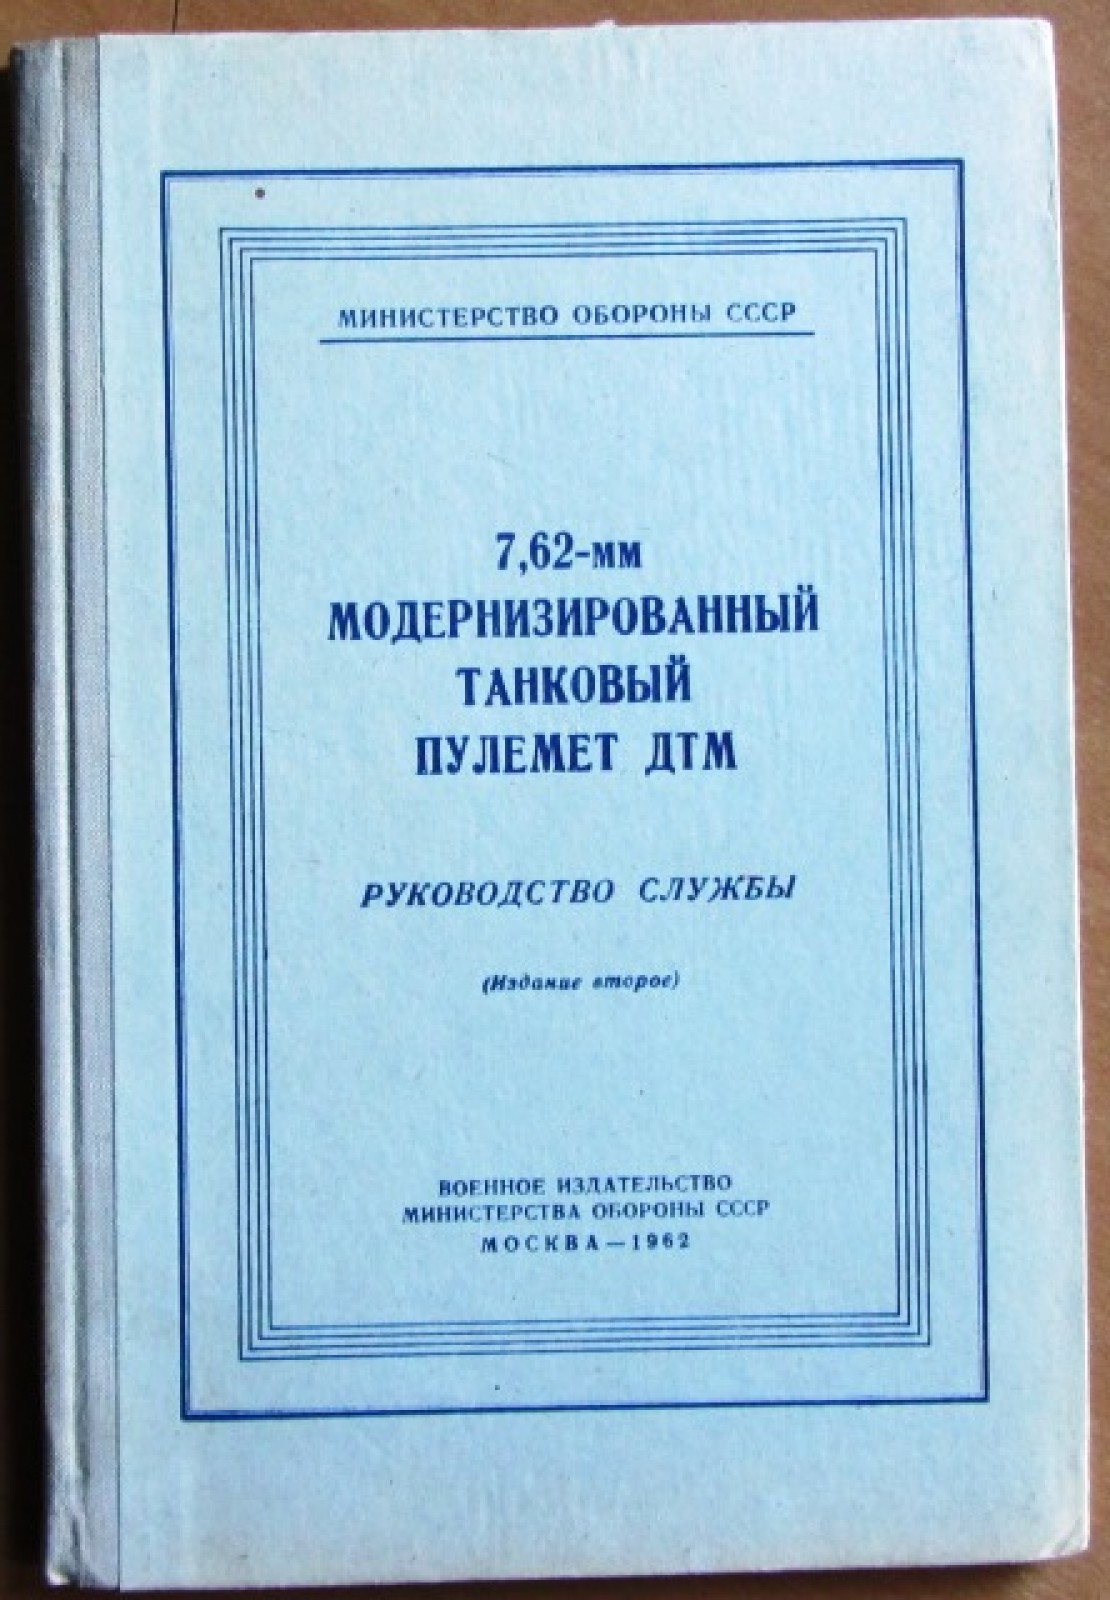 МИНИСТЕРСТВО ОБОРОНЫ СССР
7,62-мм
МОДЕРНИЗИРОВАННЫЙ
ТАНКОВЫЙ
ПУЛЕМЕТ ДТМ
РУКОВОДСТВО СЛУЖБЫ
(Издание второе)
ВОЕННОЕ ИЗДАТЕЛЬСТВО
МИНИСТЕРСТВА ОБОРОНЫ СССР
МОСКВА — 1962